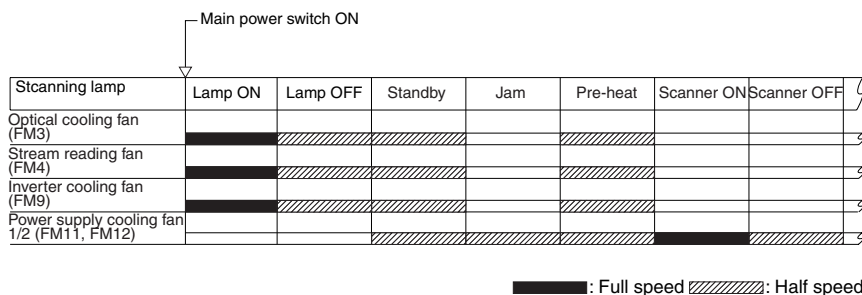 Main power switch ON
Stcanning lamp Lamp ON Lamp OFF Standby Jam Pre-heat Scanner ON Scanner OFF
Optical cooling fan
(FM3)
Stream reading fan
(FM4)
Inverter cooling fan
(FM9)
Power supply cooling fan
1/2 (FM11, FM12)
: Full speed : Half speed